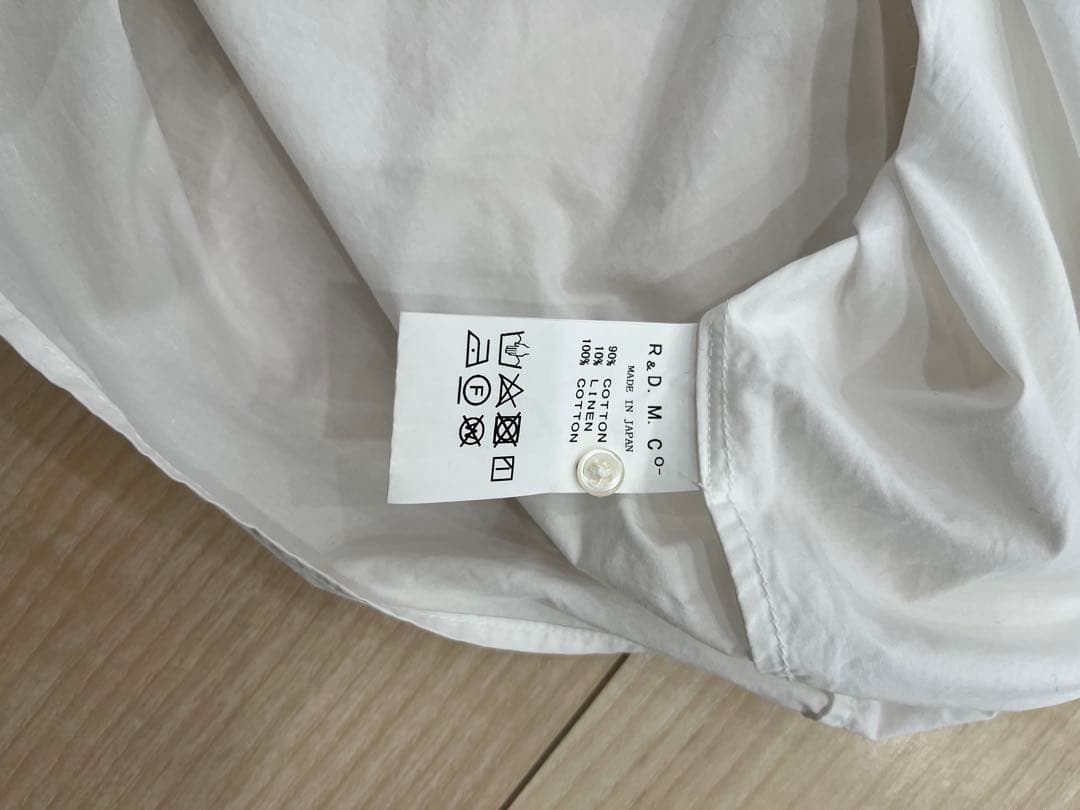 R&D. M. Co-
MADE IN JAPAN
90% COTTON
10% LINEN
100% COTTON
F
W